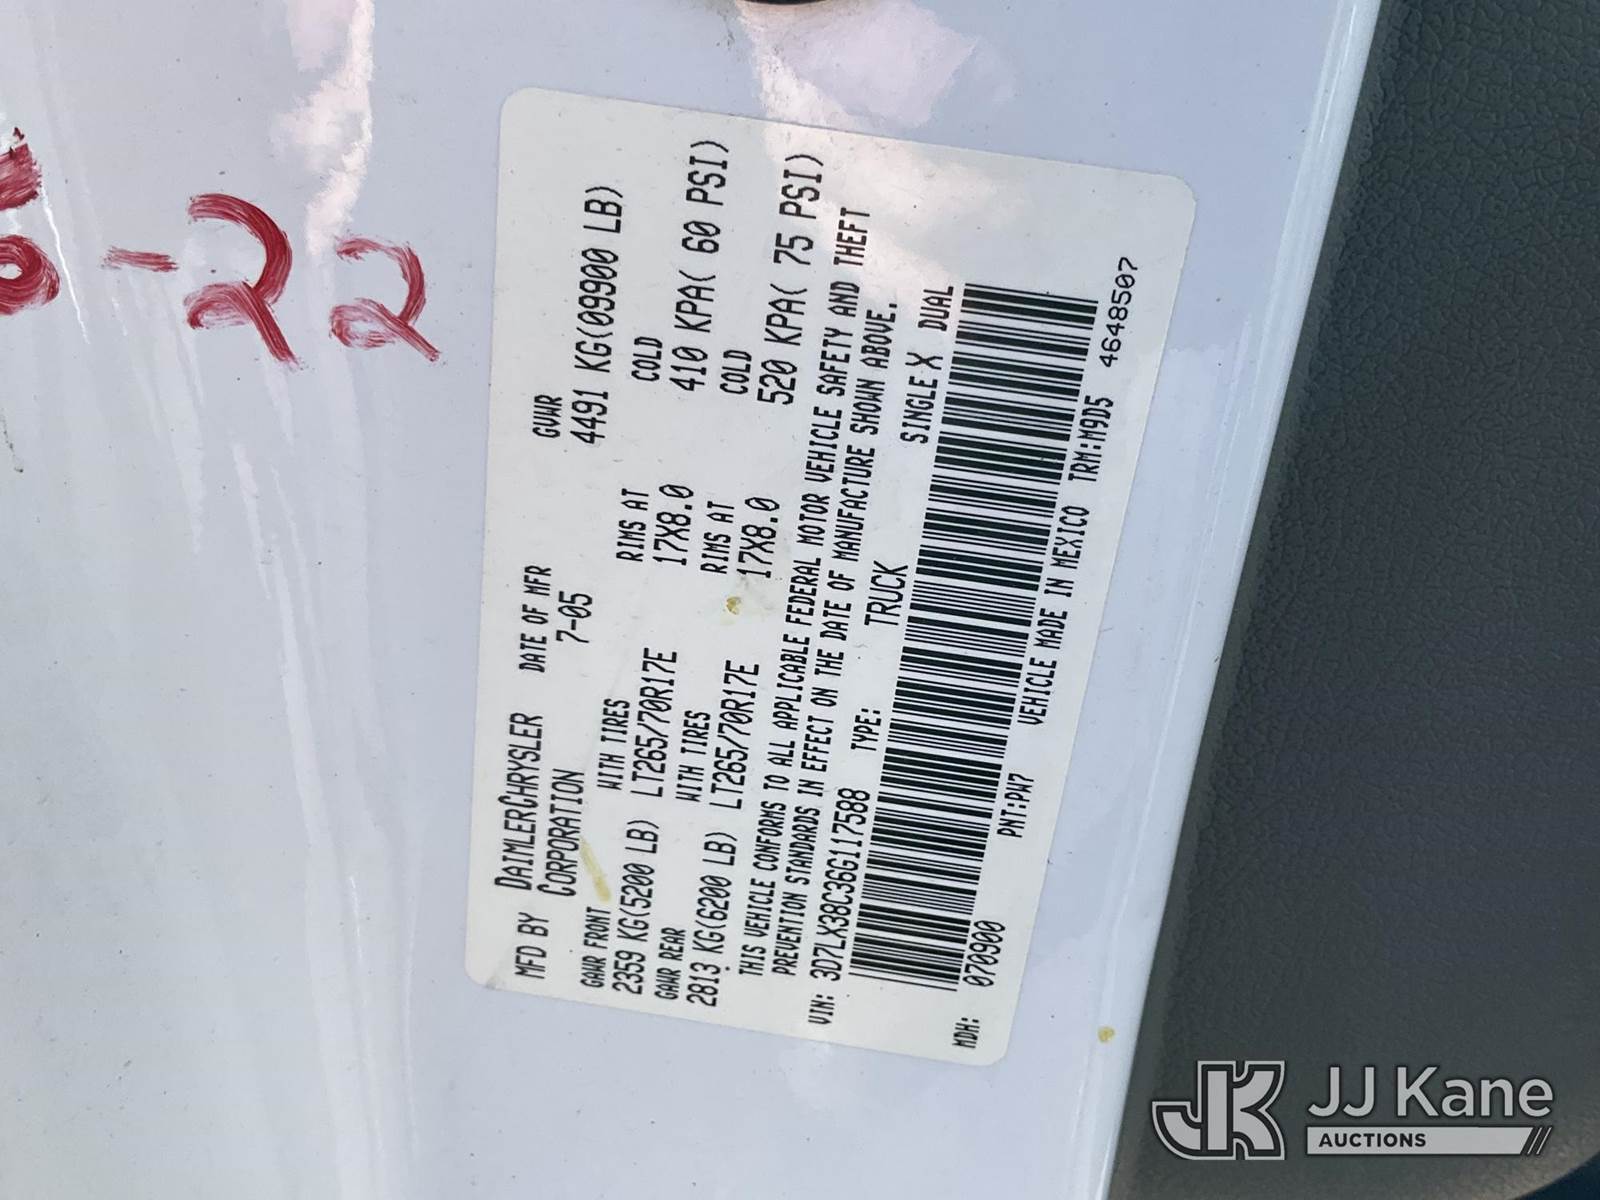 MFD BY DAIMLERCHRYSLER CORPORATION DATE OF MFR 7-05 GVWR 4491 KG(09900 LB)
GAWR FRONT WITH TIRES RIMS AT COLD
2359 KG(5200 LB) LT265/70R17E 17X8.0 410 KPA( 60 PSI)
GAWR REAR WITH TIRES RIMS AT COLD
2813 KG(6200 LB) LT265/70R17E 17X8.0 520 KPA( 75 PSI)
THIS VEHICLE CONFORMS TO ALL APPLICABLE FEDERAL MOTOR VEHICLE SAFETY AND THEFT
PREVENTION STANDARDS IN EFFECT ON THE DATE OF MANUFACTURE SHOWN ABOVE.
VIN: 3D7LX38C36G117588 TYPE: TRUCK SINGLE X DUAL
MDH: 070900 PNT:PW7 VEHICLE MADE IN MEXICO TRM:M9D5 4648507
-22
JK JJ Kane
AUCTIONS